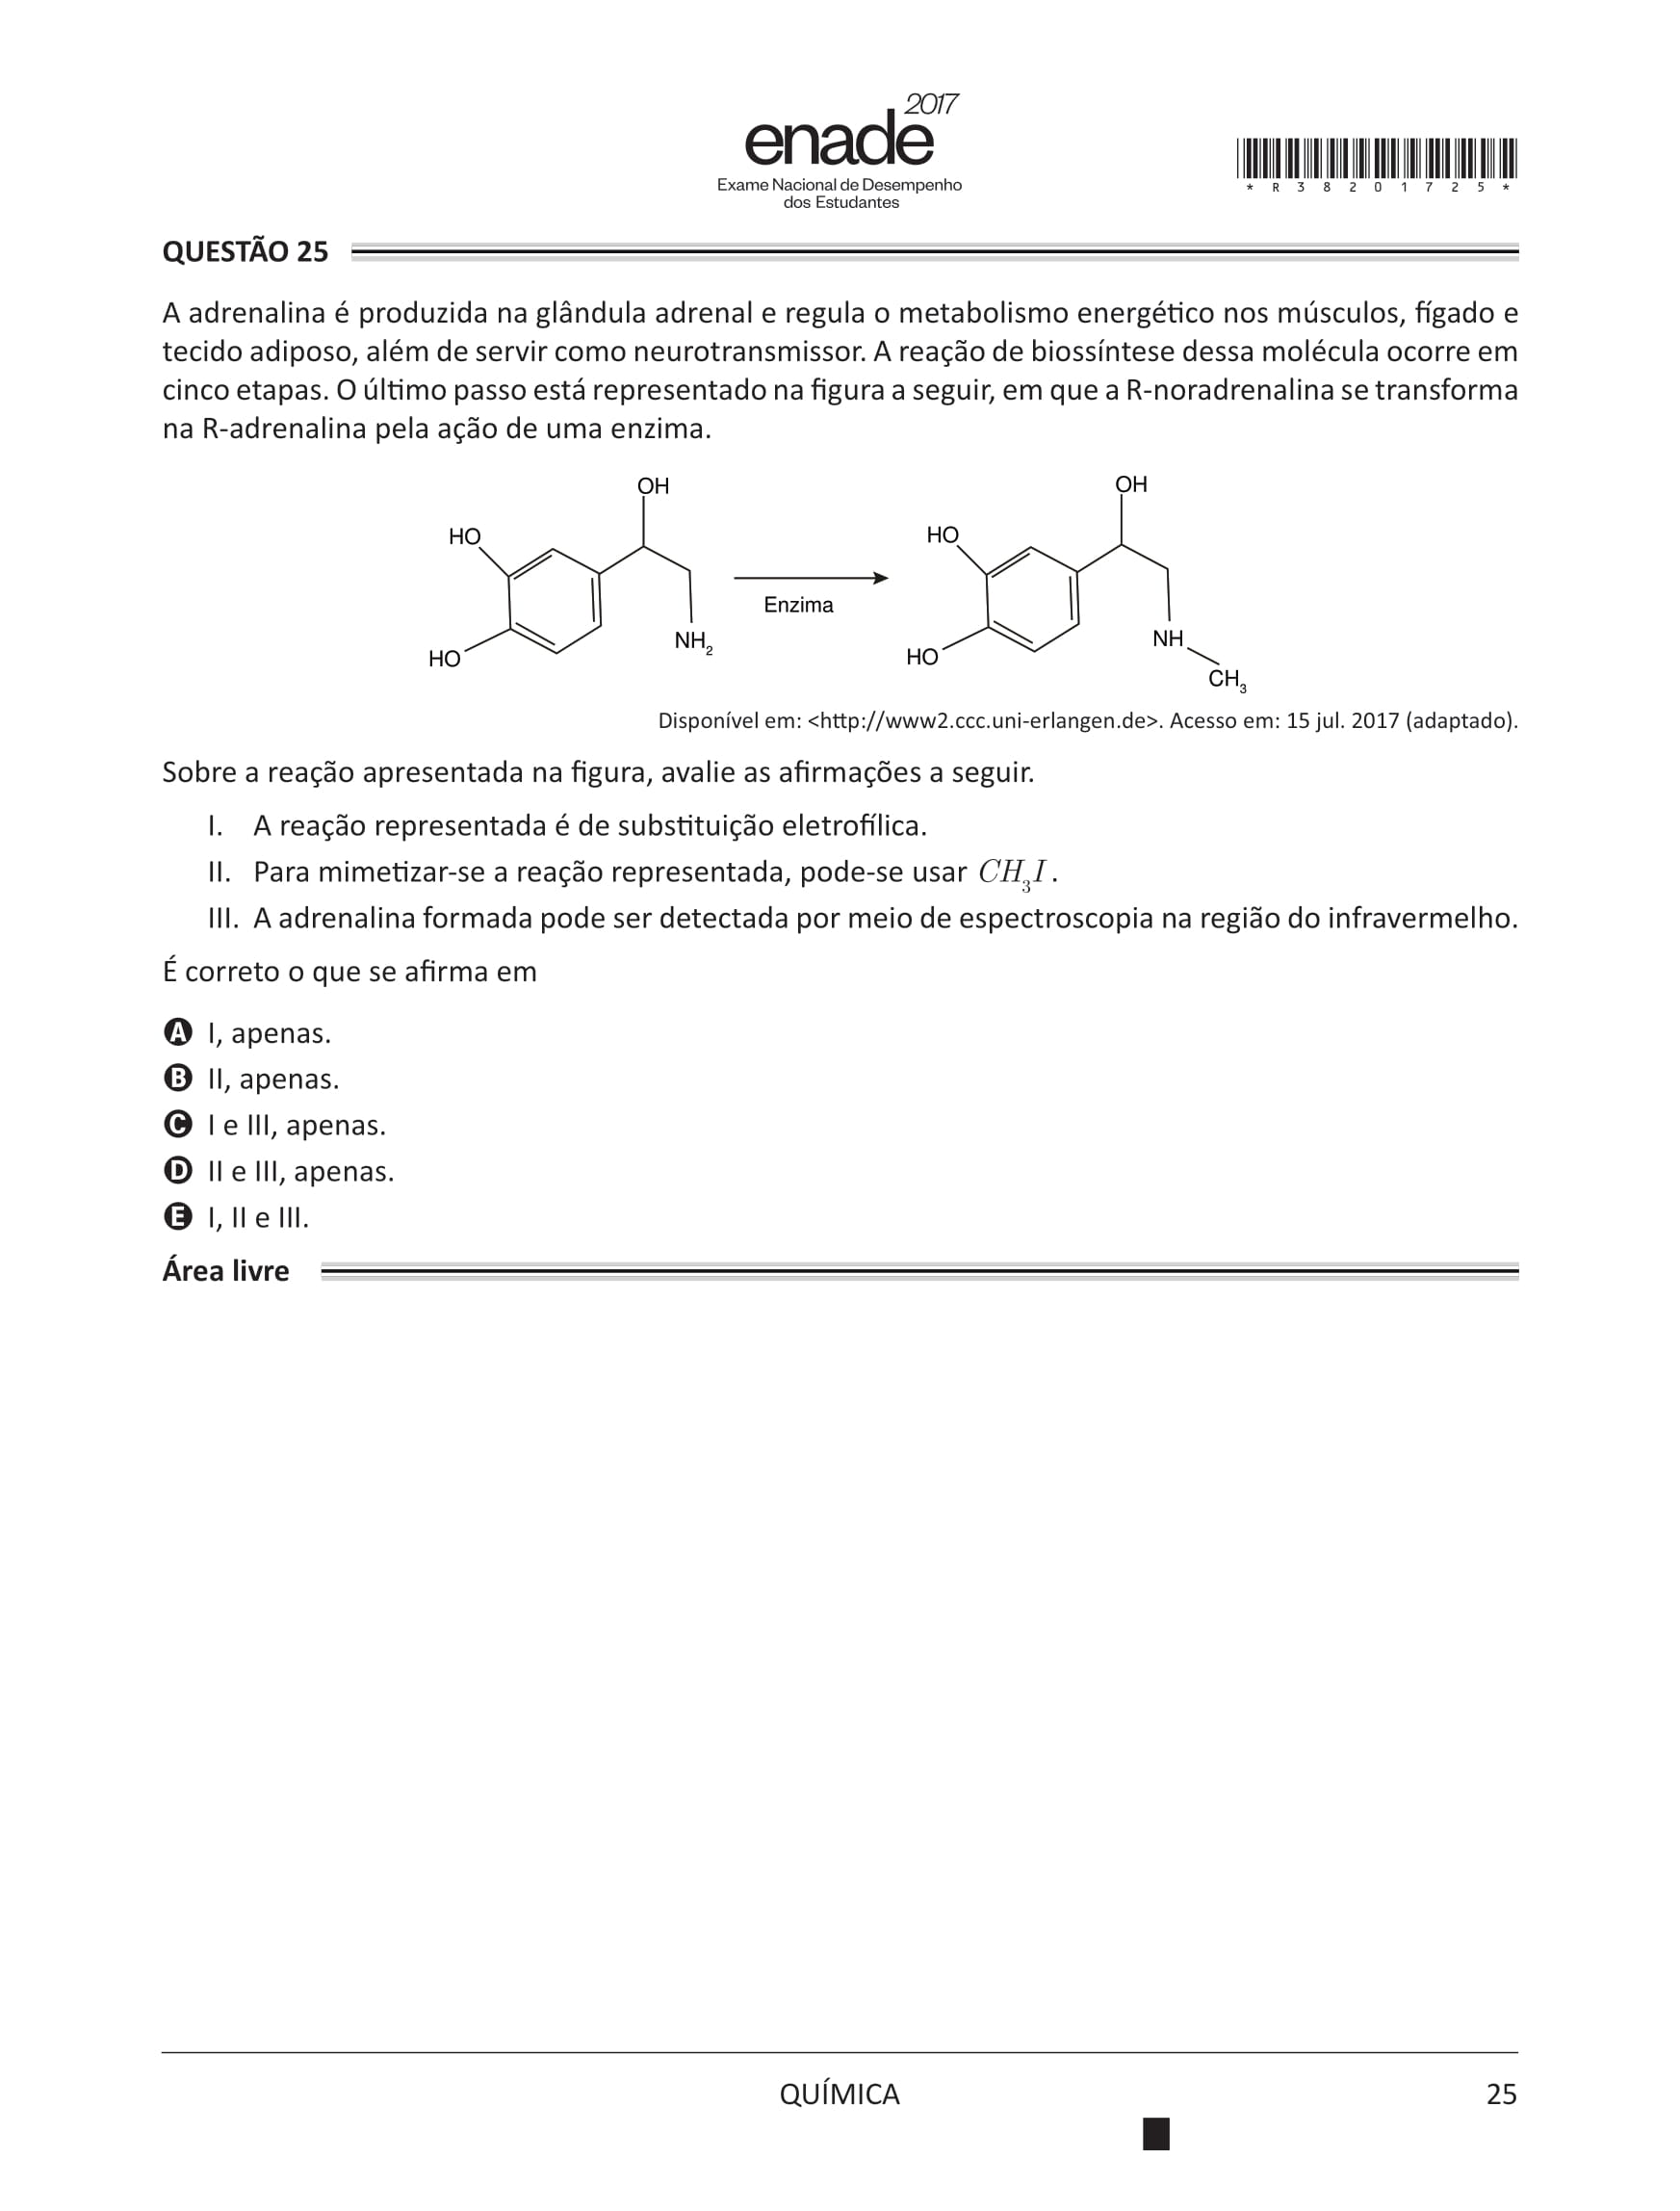 2017
enade
Exame Nacional de Desempenho
dos Estudantes
* R 3 8 2 0 1 7 2 5 *
QUESTÃO 25
A adrenalina é produzida na glândula adrenal e regula o metabolismo energético nos músculos, fígado e
tecido adiposo, além de servir como neurotransmissor. A reação de biossíntese dessa molécula ocorre em
cinco etapas. O último passo está representado na figura a seguir, em que a R-noradrenalina se transforma
na R-adrenalina pela ação de uma enzima.
OH OH
HO HO
Enzima
NH₂ NH
HO HO
CH₃
Disponível em: <http://www2.ccc.uni-erlangen.de>. Acesso em: 15 jul. 2017 (adaptado).
Sobre a reação apresentada na figura, avalie as afirmações a seguir.
I. A reação representada é de substituição eletrofílica.
II. Para mimetizar-se a reação representada, pode-se usar CH₃I.
III. A adrenalina formada pode ser detectada por meio de espectroscopia na região do infravermelho.
É correto o que se afirma em
A I, apenas.
B II, apenas.
C I e III, apenas.
D II e III, apenas.
E I, II e III.
Área livre
QUÍMICA 25